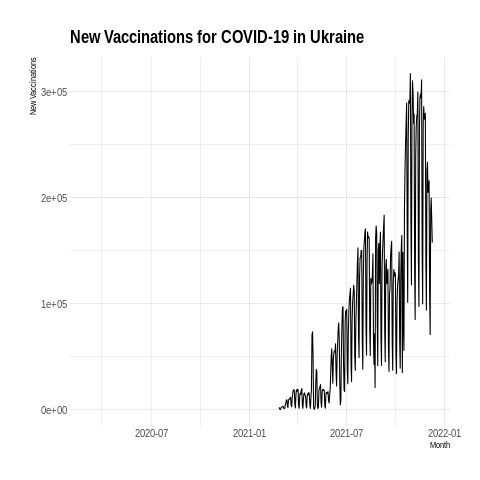 New Vaccinations for COVID-19 in Ukraine
New Vaccinations
3e+05
2e+05
1e+05
0e+00
2020-07 2021-01 2021-07 2022-01
Month